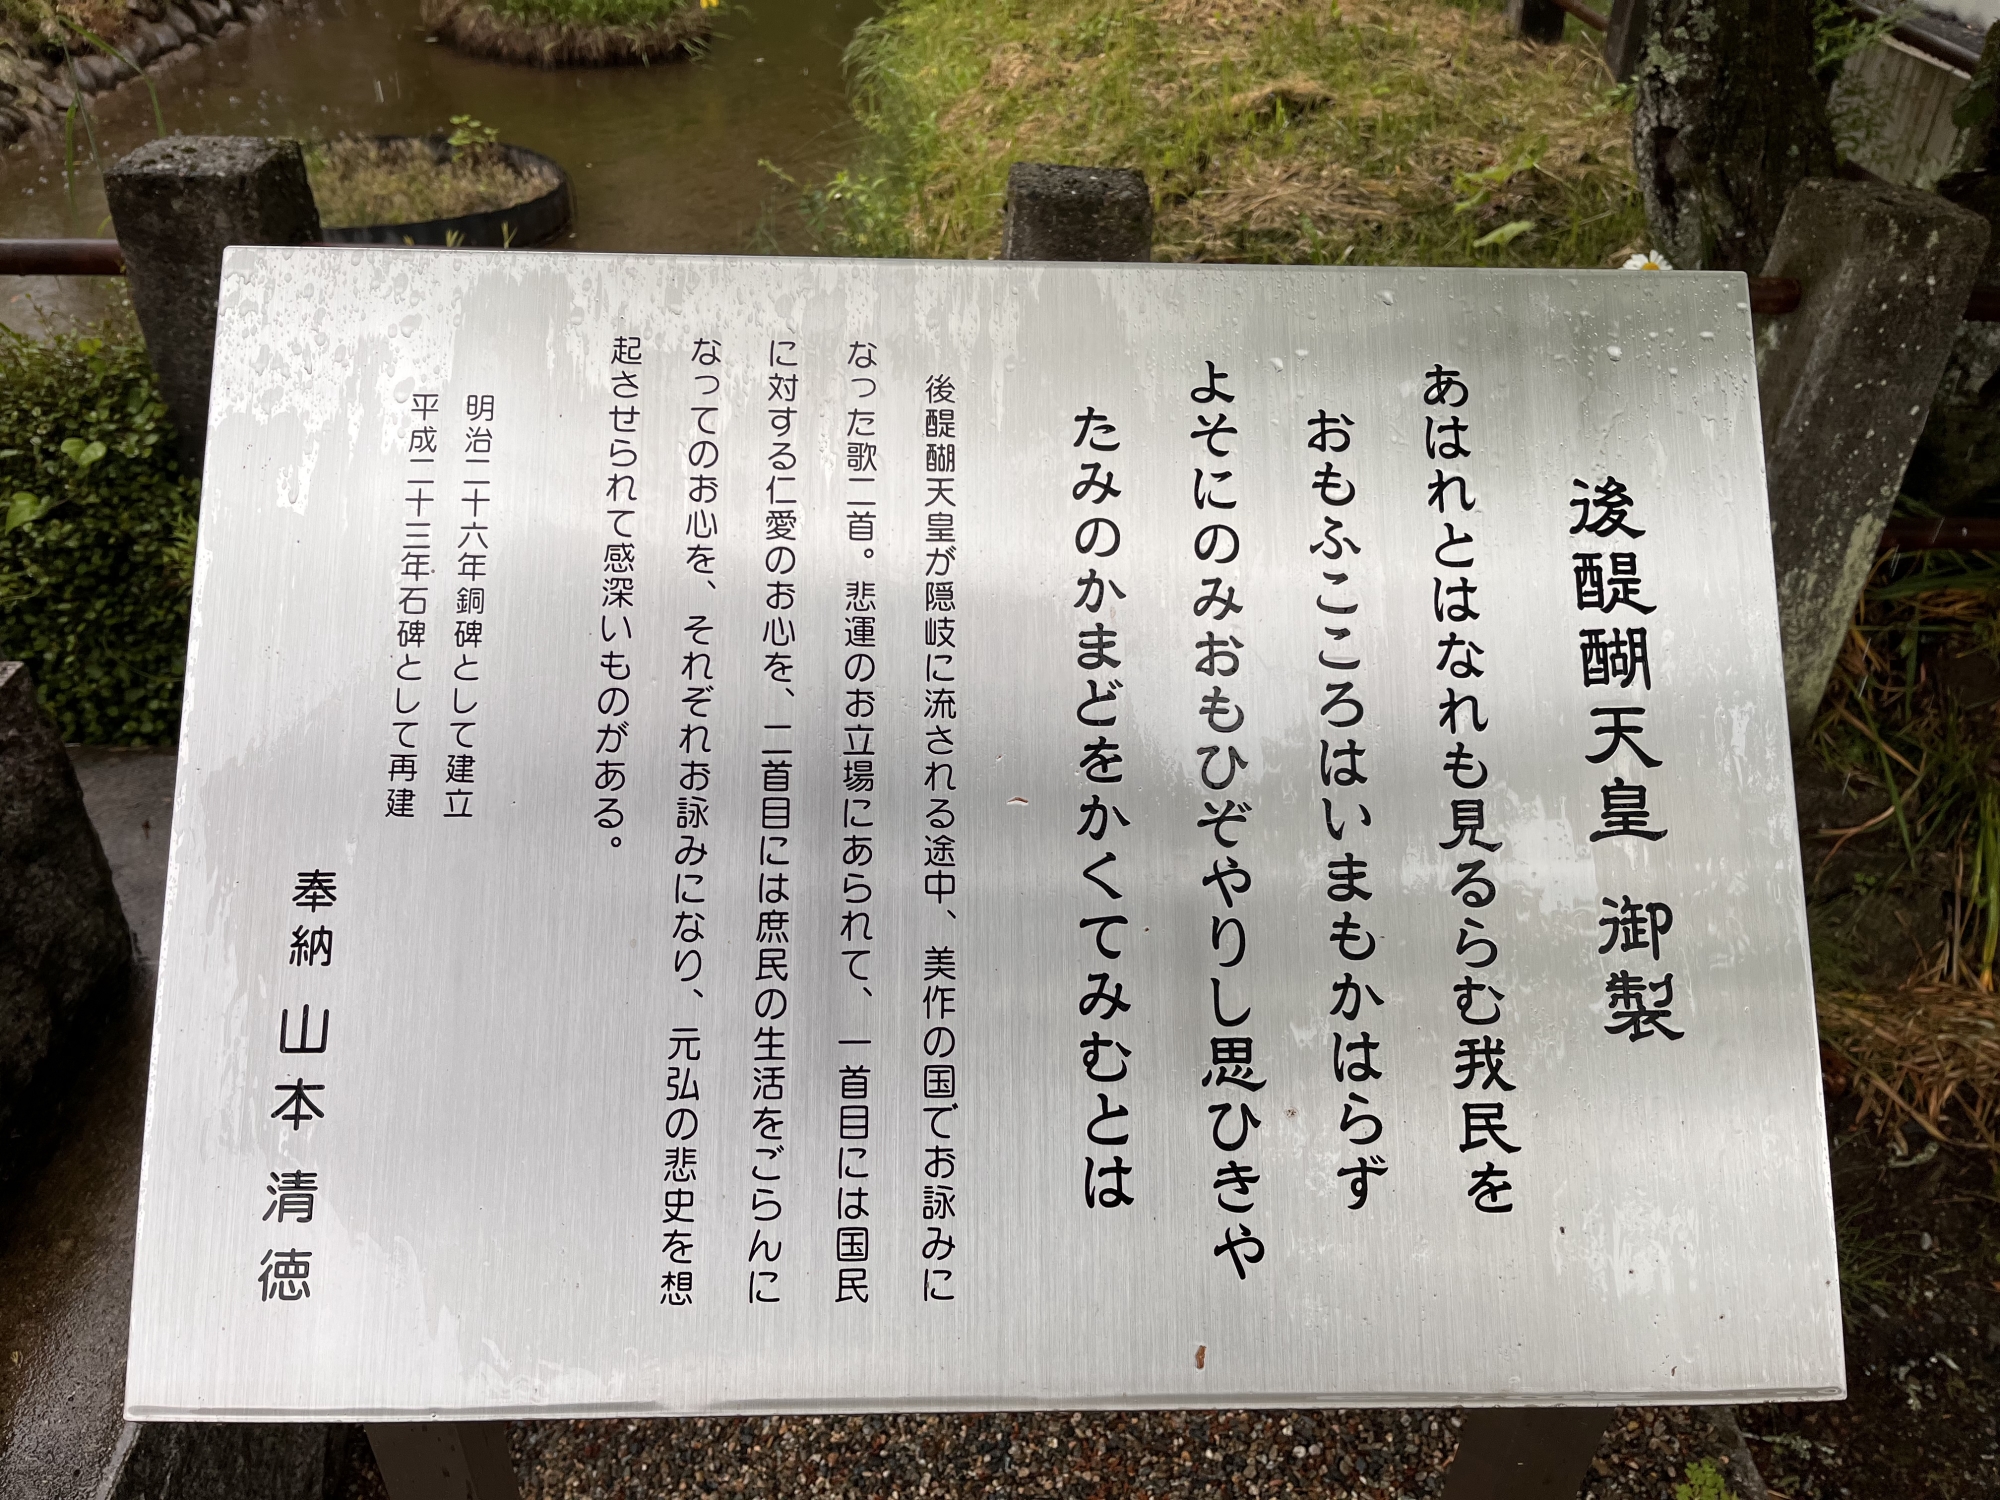 後醍醐天皇 御製
あはれとはなれも見るらむ我民を
おもふこころはいまもかはらず
よそにのみおもひぞやりし思ひきや
たみのかまどをかくてみむとは
後醍醐天皇が隠岐に流される途中、美作の国でお詠みに
なった歌二首。悲運のお立場にあられて、一首目には国民
に対する仁愛のお心を、二首目には庶民の生活をごらんに
なってのお心を、それぞれお詠みになり、元弘の悲史を想
起させられて感深いものがある。
明治二十六年銅碑として建立
平成二十三年石碑として再建
奉納 山本 清徳